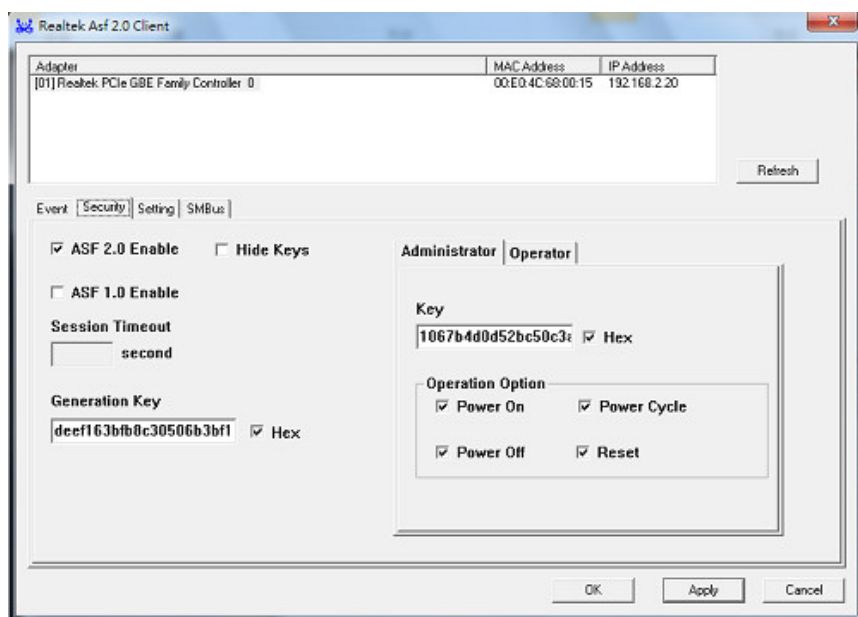 Realtek Asf 2.0 Client
Adapter MAC Address IP Address
[01] Realtek PCIe GBE Family Controller 0 00:E0:4C:68:00:15 192.168.2.20
Refresh
Event Security Setting SMBus
ASF 2.0 Enable Hide Keys
ASF 1.0 Enable
Session Timeout
second
Generation Key
deef163bfb8c30506b3bf1 Hex
Administrator Operator
Key
1067b4d0d52bc50c3a Hex
Operation Option
Power On Power Cycle
Power Off Reset
OK Apply Cancel